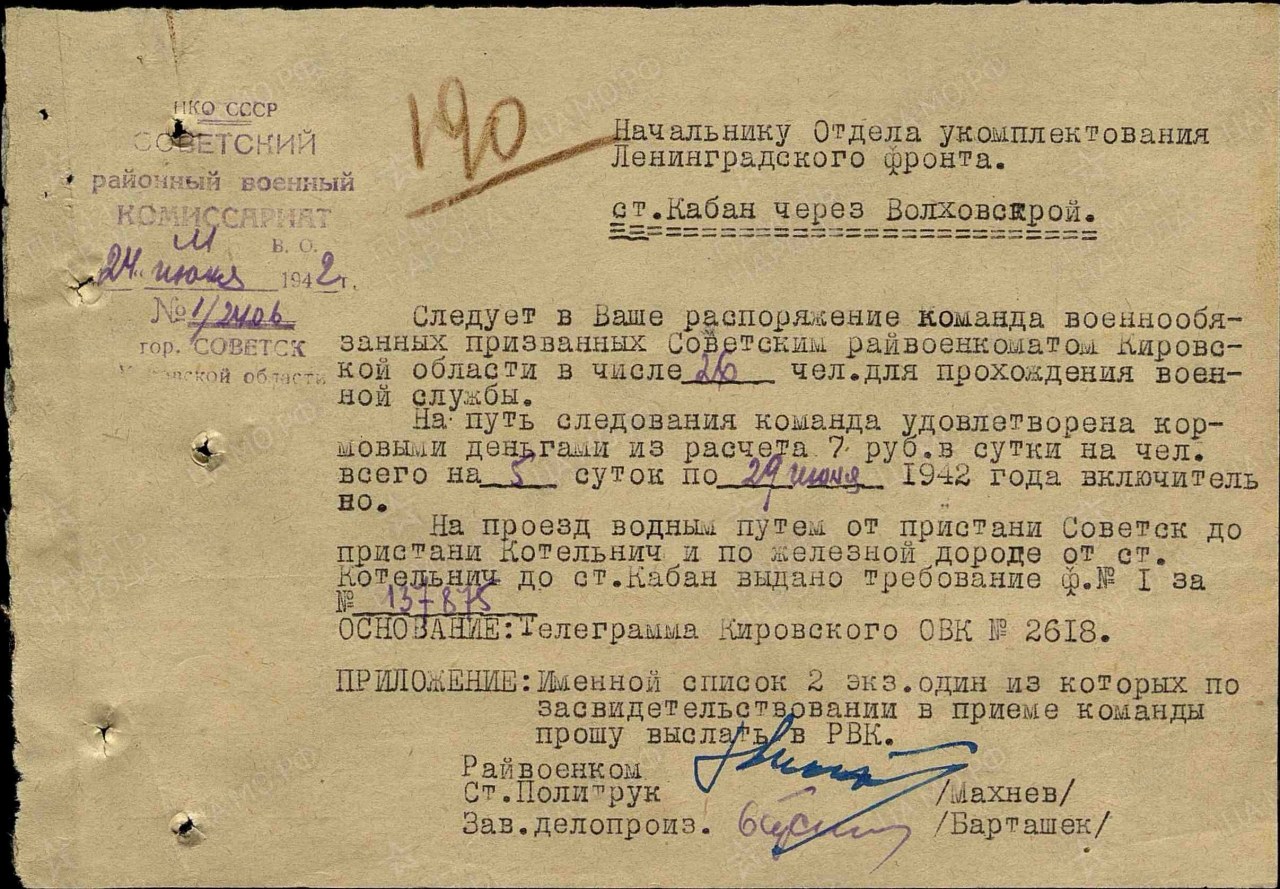 НКО СССР
СОВЕТСКИЙ
районный военный
КОМИССАРИАТ
В. О.
24 июня 1942 г.
№ 1/2406
гор. СОВЕТСК
области
190
Начальнику Отдела укомплектования
Ленинградского фронта.
ст.Кабан через
Следует в Ваше распоряжение команда военнообя-
занных призванных Советским райвоенкоматом Кировс-
кой области в числе 26 чел.для прохождения воен-
ной службы.
На путь следования команда удовлетворена кор-
мовыми деньгами из расчета 7 руб.в сутки на чел.
всего на 5 суток по 29 июня 1942 года включитель
но.
На проезд водным путем от пристани Советск до
пристани Котельнич и по железной дороге от ст.
Котельнич до ст.Кабан выдано требование ф.№ I за
№ 137875
ОСНОВАНИЕ:Телеграмма Кировского ОВК № 2618.
ПРИЛОЖЕНИЕ:Именной список 2 экз.один из которых по
засвидетельствовании в приеме команды
прошу выслать в РВК.
Райвоенком
Ст.Политрук /Махнев/
Зав.делопроиз. /Барташек/